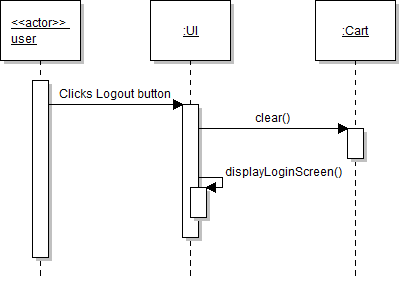 <<actor>>
user
:UI
:Cart
Clicks Logout button
clear()
displayLoginScreen()